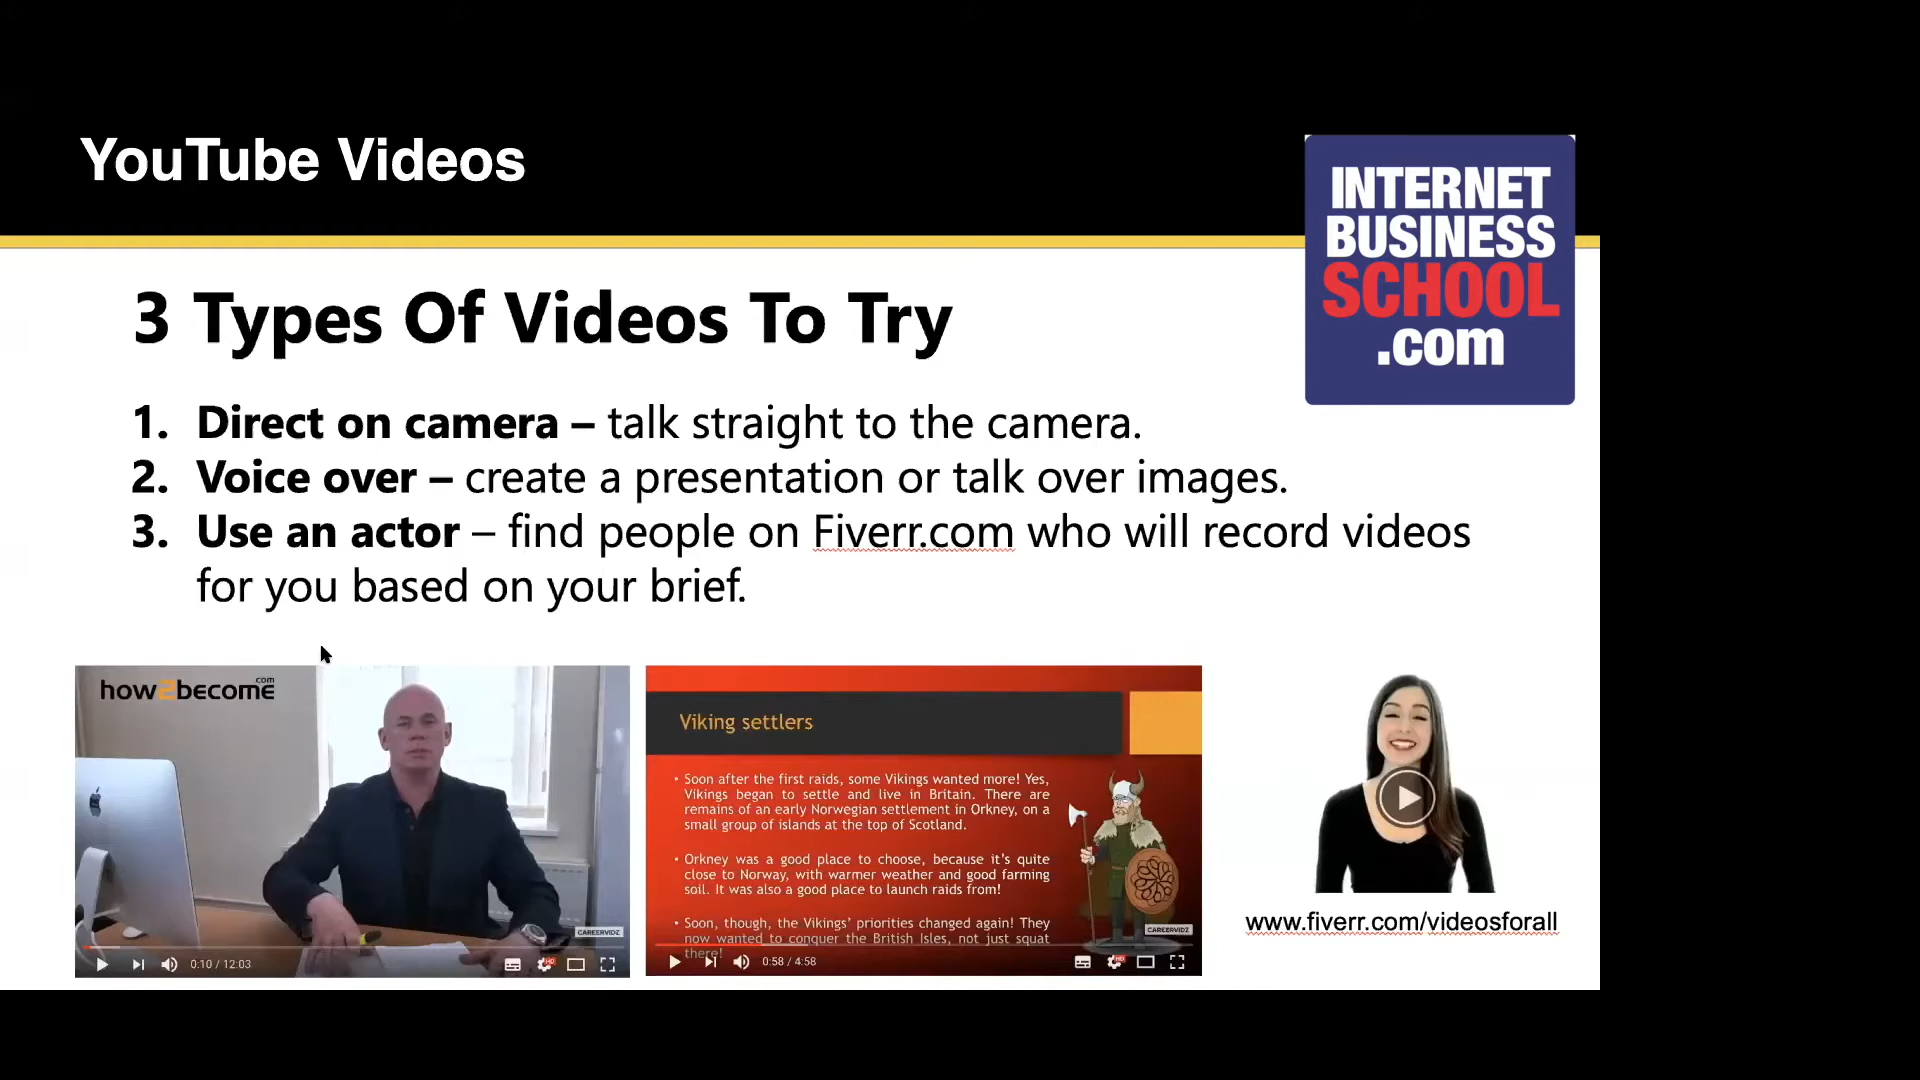 YouTube Videos
INTERNET
BUSINESS
SCHOOL
.com
3 Types Of Videos To Try
1. Direct on camera – talk straight to the camera.
2. Voice over – create a presentation or talk over images.
3. Use an actor – find people on Fiverr.com who will record videos
for you based on your brief.
how2become
.com
CAREERVIDZ
0:10 / 12:03
HD
Viking settlers
• Soon after the first raids, some Vikings wanted more! Yes,
Vikings began to settle and live in Britain. There are
remains of an early Norwegian settlement in Orkney, on a
small group of islands at the top of Scotland.
• Orkney was a good place to choose, because it's quite
close to Norway, with warmer weather and good farming
soil. It was also a good place to launch raids from!
• Soon, though, the Vikings' priorities changed again! They
now wanted to conquer the British Isles, not just squat
there!
CAREERVIDZ
0:58 / 4:58
HD
www.fiverr.com/videosforall